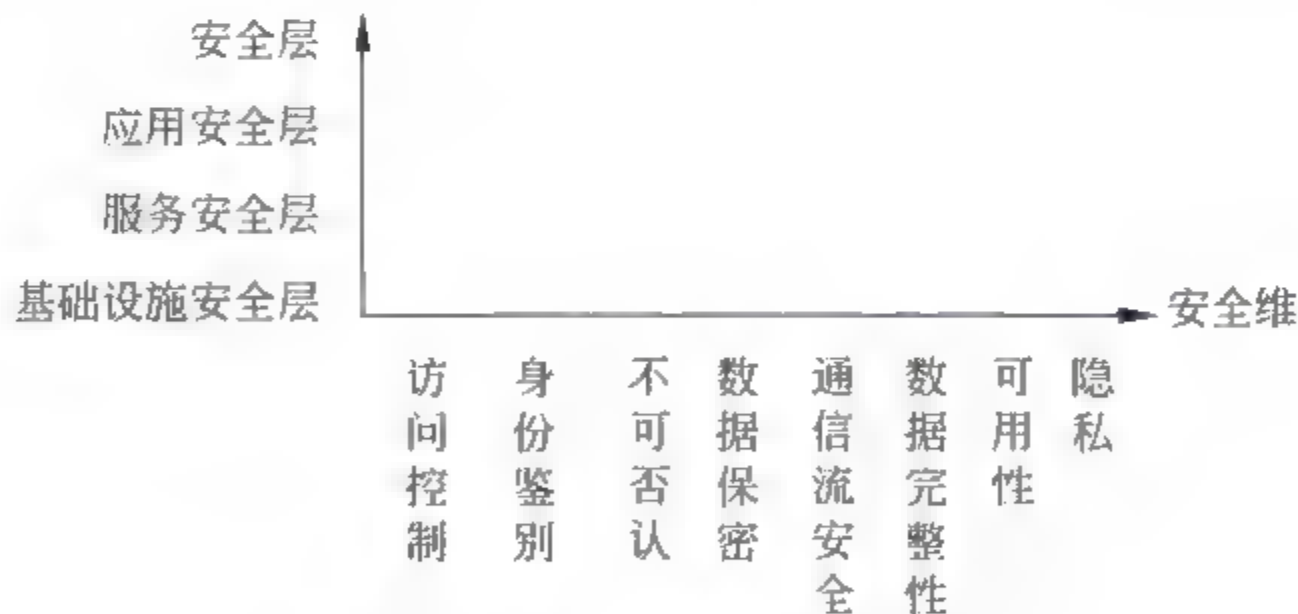 安全层
应用安全层
服务安全层
基础设施安全层
安全维
访问控制
身份鉴别
不可否认
数据保密
通信流安全
数据完整性
可用性
隐私